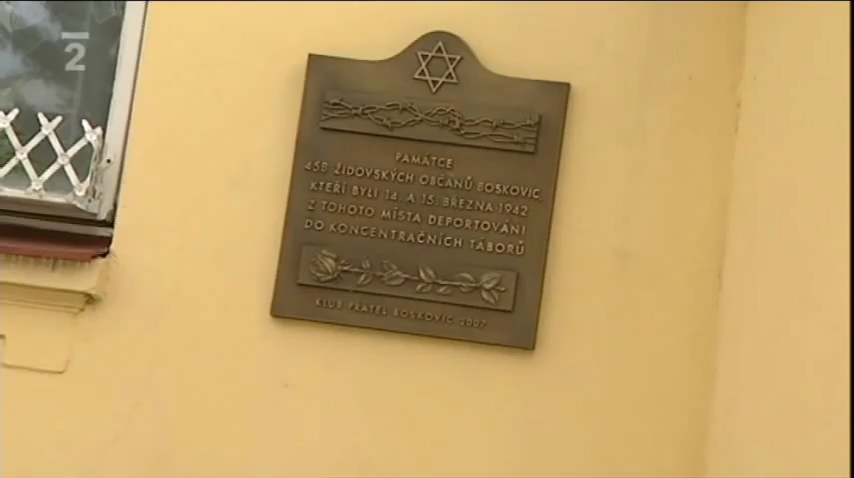 2
PAMÁTCE
458 ŽIDOVSKÝCH OBČANŮ BOSKOVIC,
KTEŘÍ BYLI 14. A 15. BŘEZNA 1942
Z TOHOTO MÍSTA DEPORTOVÁNI
DO KONCENTRAČNÍCH TÁBORŮ
KLUB PŘÁTEL BOSKOVIC 2007